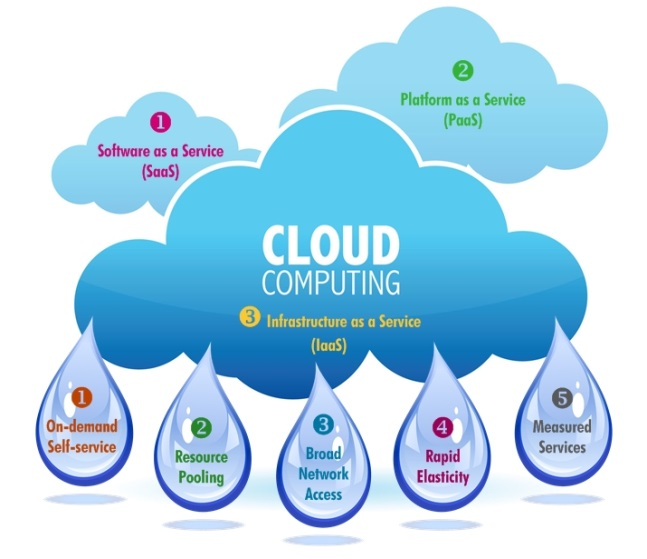 1
Software as a Service
(SaaS)
2
Platform as a Service
(PaaS)
CLOUD
COMPUTING
3 Infrastructure as a Service
(IaaS)
1
On-demand
Self-service
2
Resource
Pooling
3
Broad
Network
Access
4
Rapid
Elasticity
5
Measured
Services